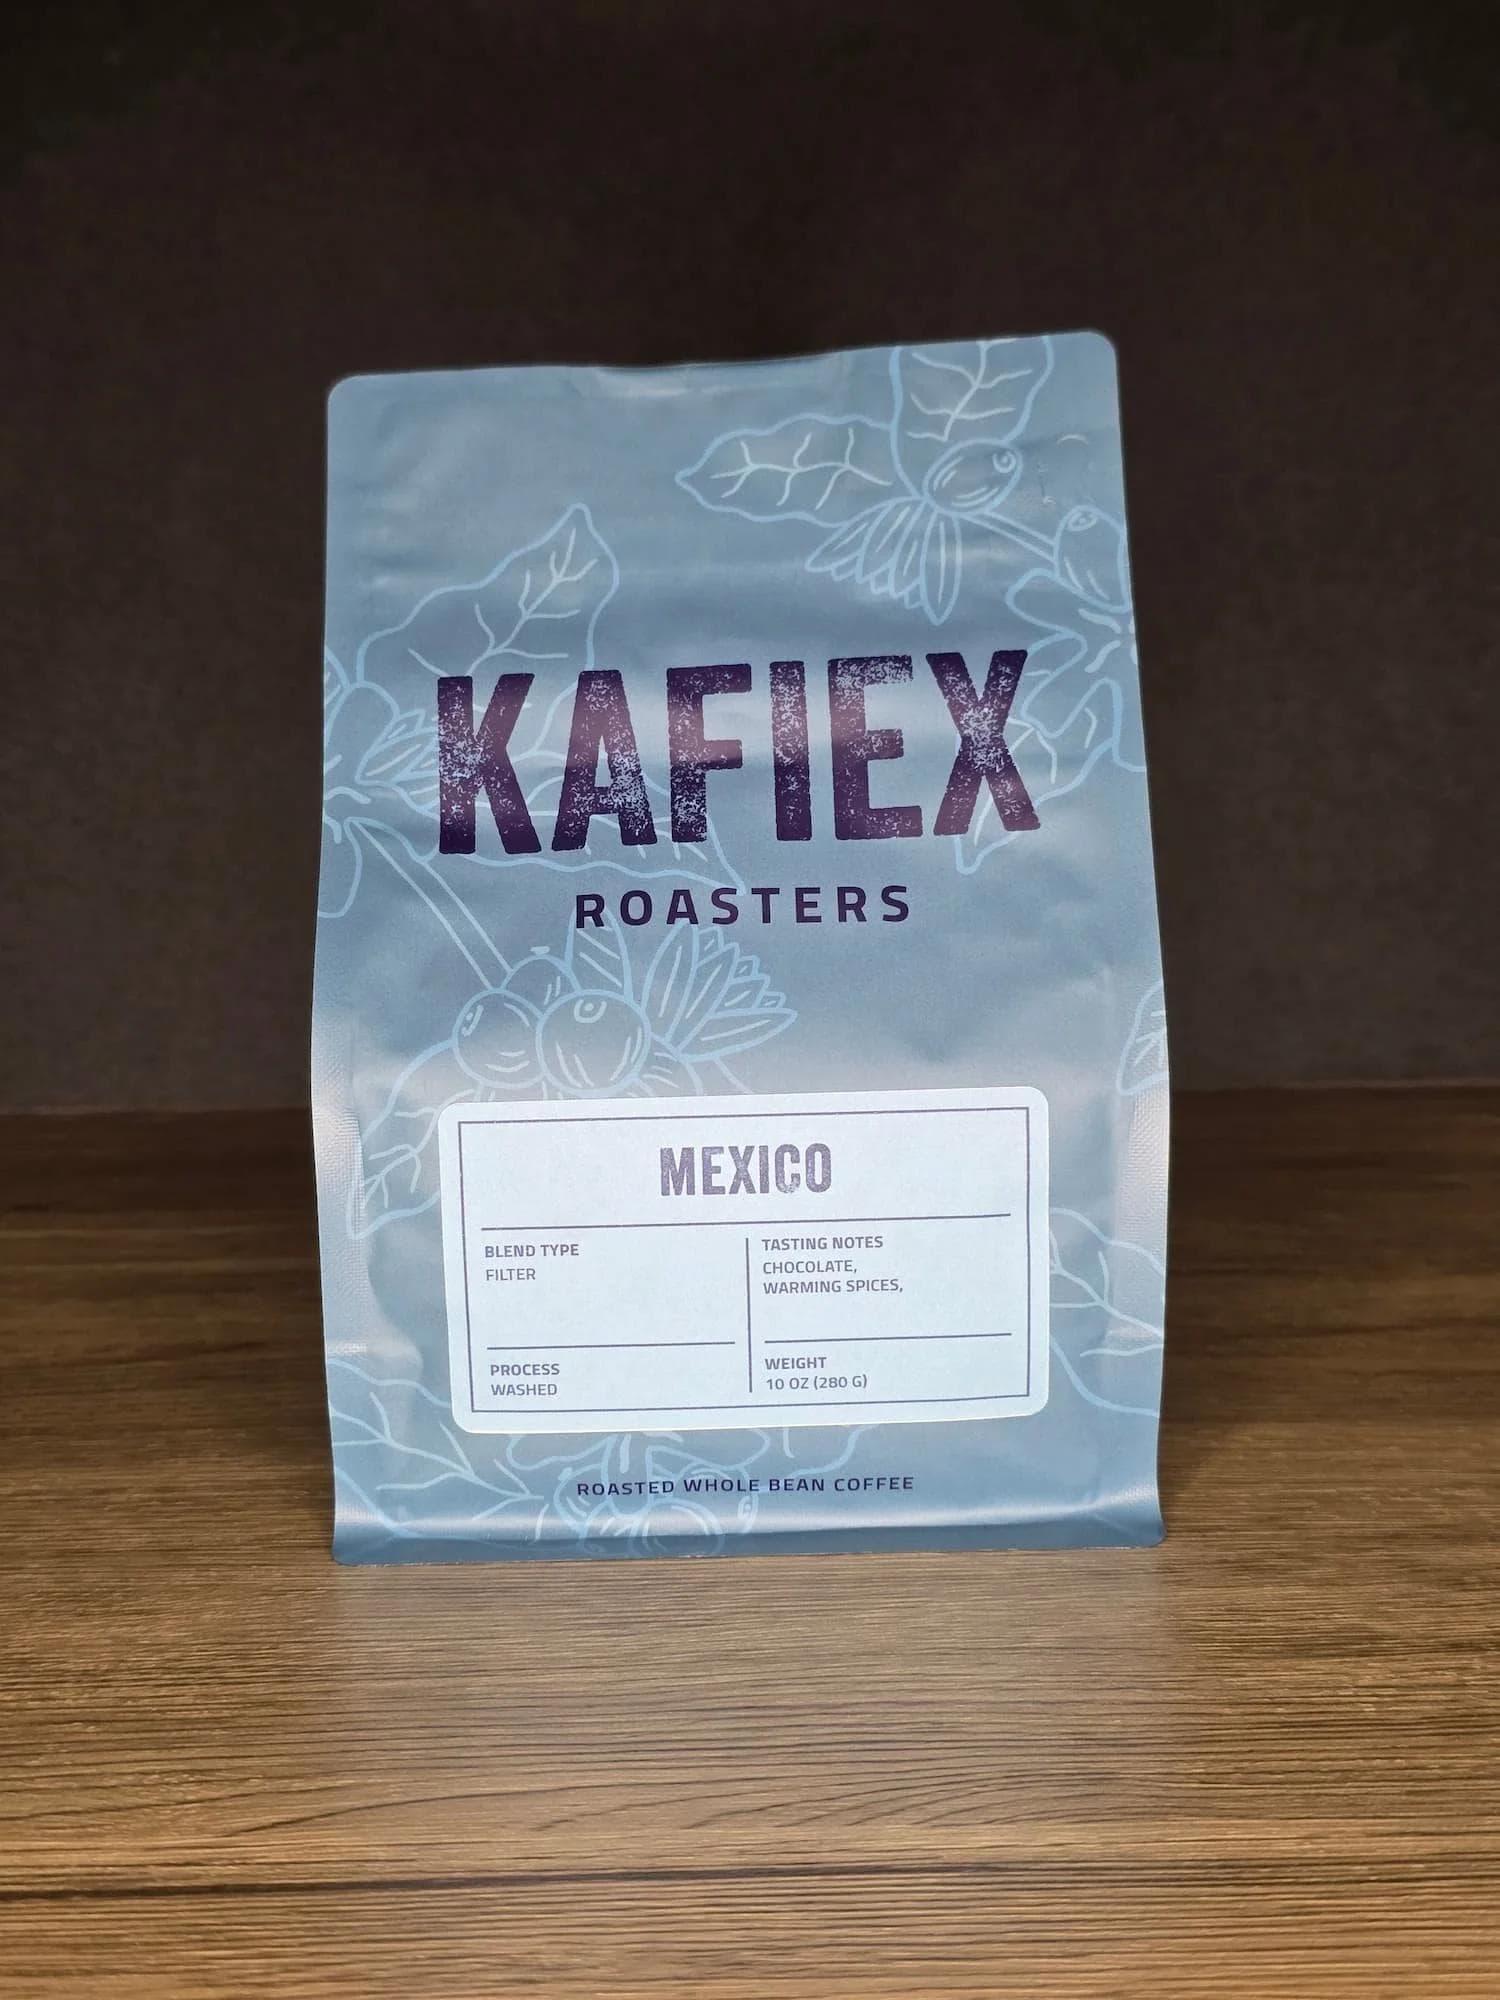 KAFIEX
ROASTERS
MEXICO
BLEND TYPE
FILTER
TASTING NOTES
CHOCOLATE,
WARMING SPICES,
PROCESS
WASHED
WEIGHT
10 OZ (280 G)
ROASTED WHOLE BEAN COFFEE